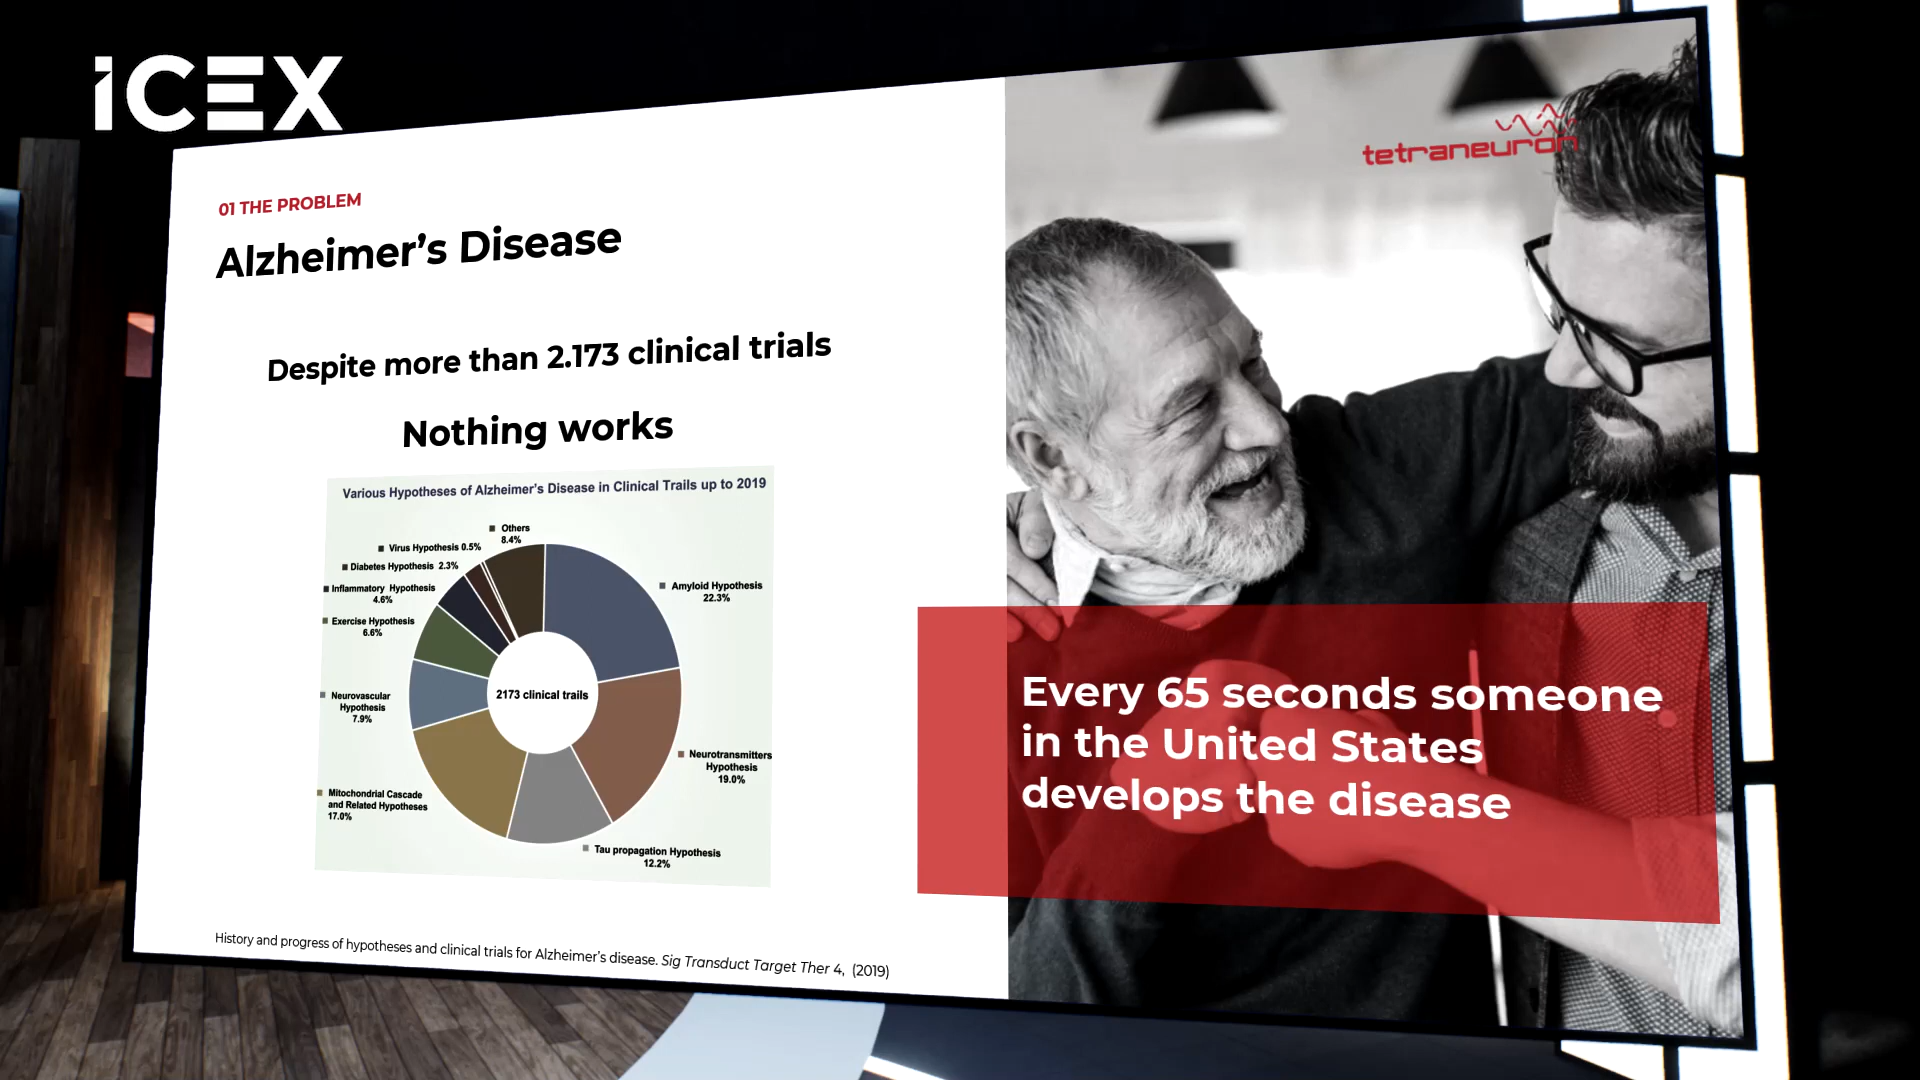 iCEX
tetraneuron
01 THE PROBLEM
Alzheimer's Disease
Despite more than 2.173 clinical trials
Nothing works
Various Hypotheses of Alzheimer's Disease in Clinical Trails up to 2019
Others
8.4%
Virus Hypothesis 0.5%
Diabetes Hypothesis 2.3%
Inflammatory Hypothesis
4.6%
Exercise Hypothesis
6.6%
Neurovascular
Hypothesis
7.9%
Mitochondrial Cascade
and Related Hypotheses
17.0%
Amyloid Hypothesis
22.3%
2173 clinical trails
Neurotransmitters
Hypothesis
19.0%
Tau propagation Hypothesis
12.2%
History and progress of hypotheses and clinical trials for Alzheimer's disease. Sig Transduct Target Ther 4, (2019)
Every 65 seconds someone
in the United States
develops the disease